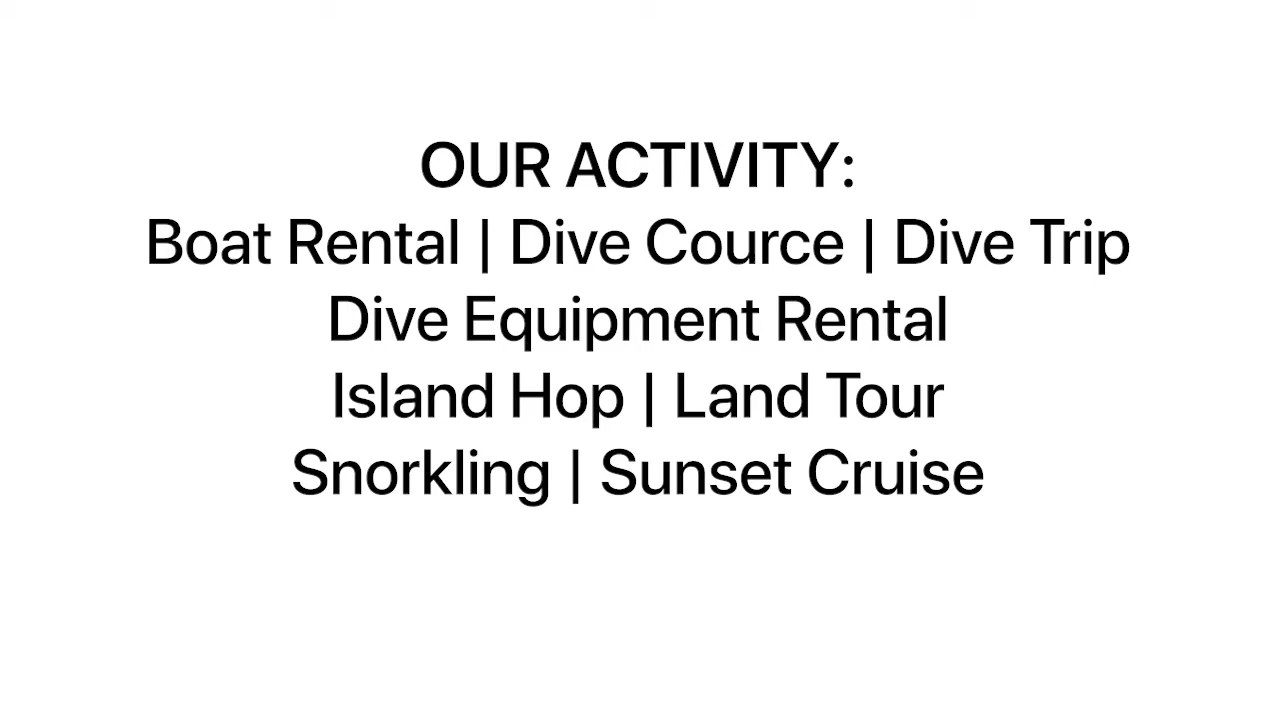 OUR ACTIVITY:
Boat Rental | Dive Cource | Dive Trip
Dive Equipment Rental
Island Hop | Land Tour
Snorkling | Sunset Cruise